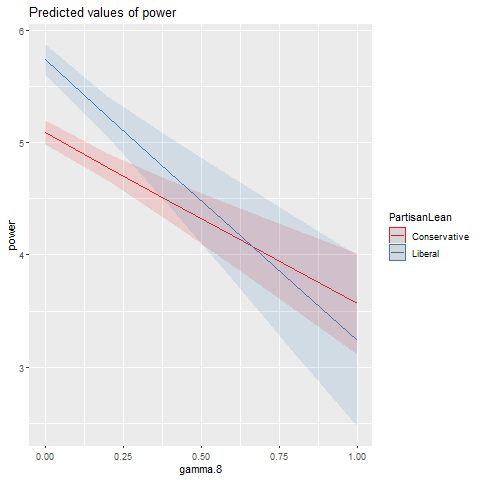 Predicted values of power
6
5
4
3
power
0.00 0.25 0.50 0.75 1.00
gamma.8
PartisanLean
Conservative
Liberal